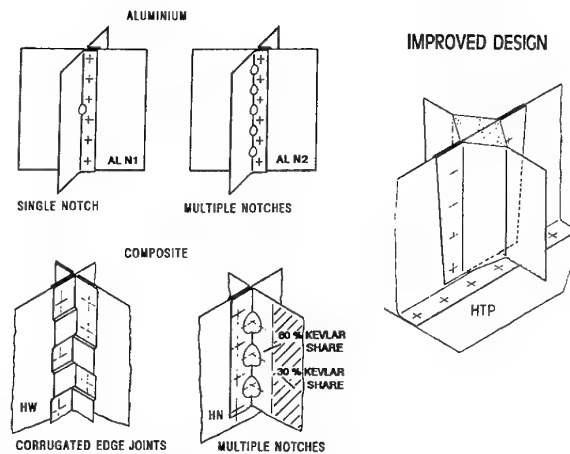 ALUMINIUM
IMPROVED DESIGN
AL N1
AL N2
SINGLE NOTCH
MULTIPLE NOTCHES
HTP
COMPOSITE
60 % KEVLAR
SHARE
30 % KEVLAR
SHARE
HW
HN
CORRUGATED EDGE JOINTS
MULTIPLE NOTCHES